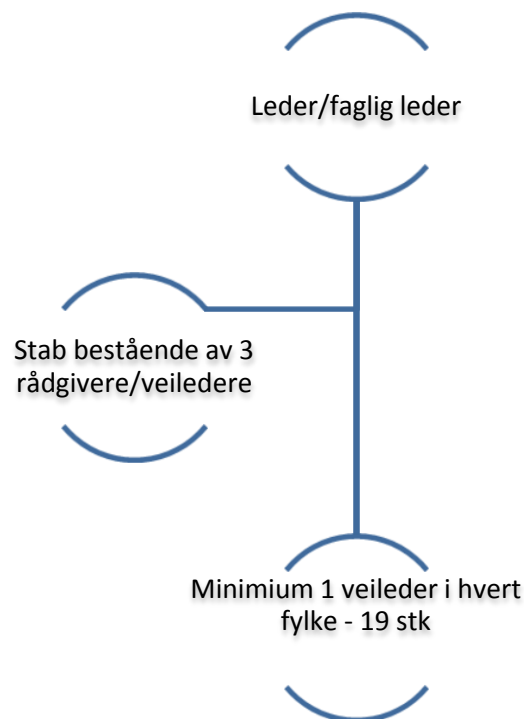 Leder/faglig leder
Stab bestående av 3
rådgivere/veiledere
Minimium 1 veileder i hvert
fylke - 19 stk